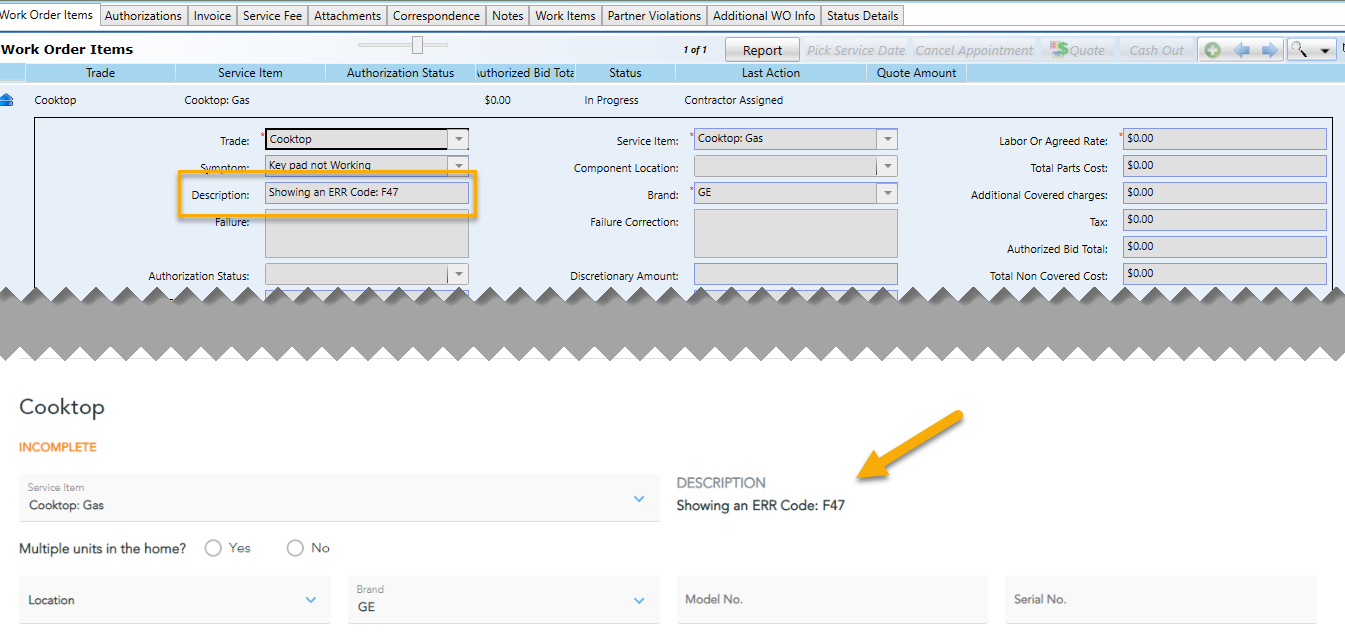 Work Order Items Authorizations Invoice Service Fee Attachments Correspondence Notes Work Items Partner Violations Additional WO Info Status Details
Work Order Items 1 of 1 Report Pick Service Date Cancel Appointment Quote Cash Out
Trade Service Item Authorization Status uthorized Bid Tota Status Last Action Quote Amount
Cooktop Cooktop: Gas $0.00 In Progress Contractor Assigned
Trade: * Cooktop Service Item: * Cooktop: Gas Labor Or Agreed Rate: * $0.00
Symptom: Key pad not Working Component Location: Total Parts Cost: $0.00
Description: Showing an ERR Code: F47 Brand: * GE Additional Covered charges: $0.00
Failure: Failure Correction: Tax: $0.00
Authorized Bid Total: $0.00
Authorization Status: Discretionary Amount: Total Non Covered Cost: $0.00
Cooktop
INCOMPLETE
Service Item DESCRIPTION
Cooktop: Gas Showing an ERR Code: F47
Multiple units in the home? Yes No
Location Brand Model No. Serial No.
GE